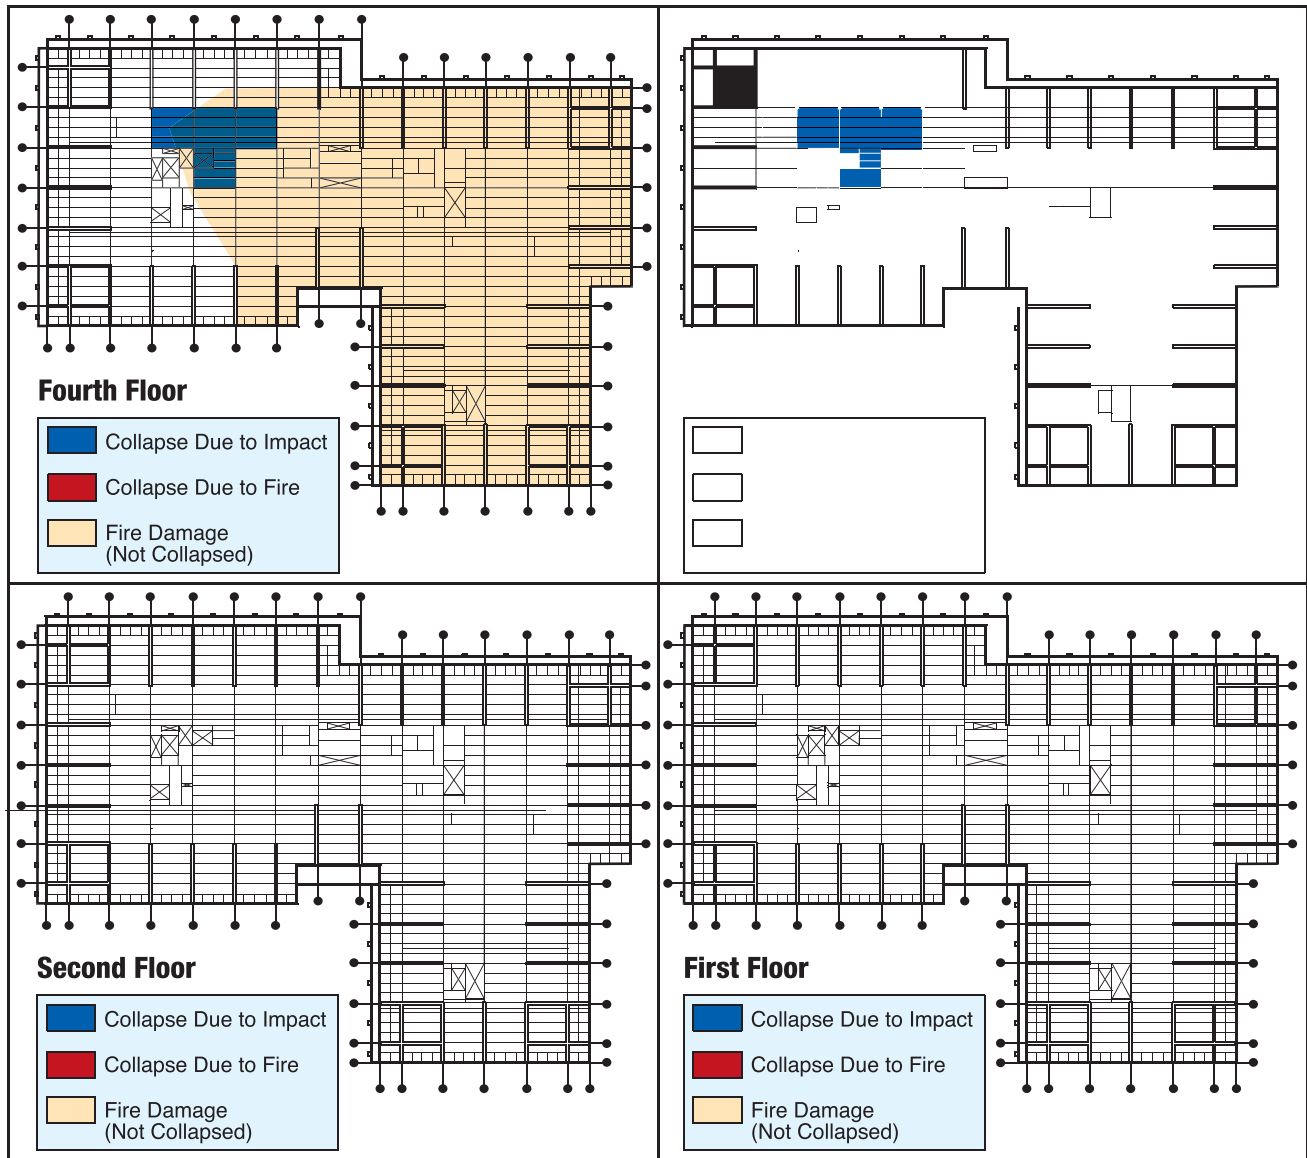 Fourth Floor
Collapse Due to Impact
Collapse Due to Fire
Fire Damage
(Not Collapsed)
Second Floor
Collapse Due to Impact
Collapse Due to Fire
Fire Damage
(Not Collapsed)
First Floor
Collapse Due to Impact
Collapse Due to Fire
Fire Damage
(Not Collapsed)